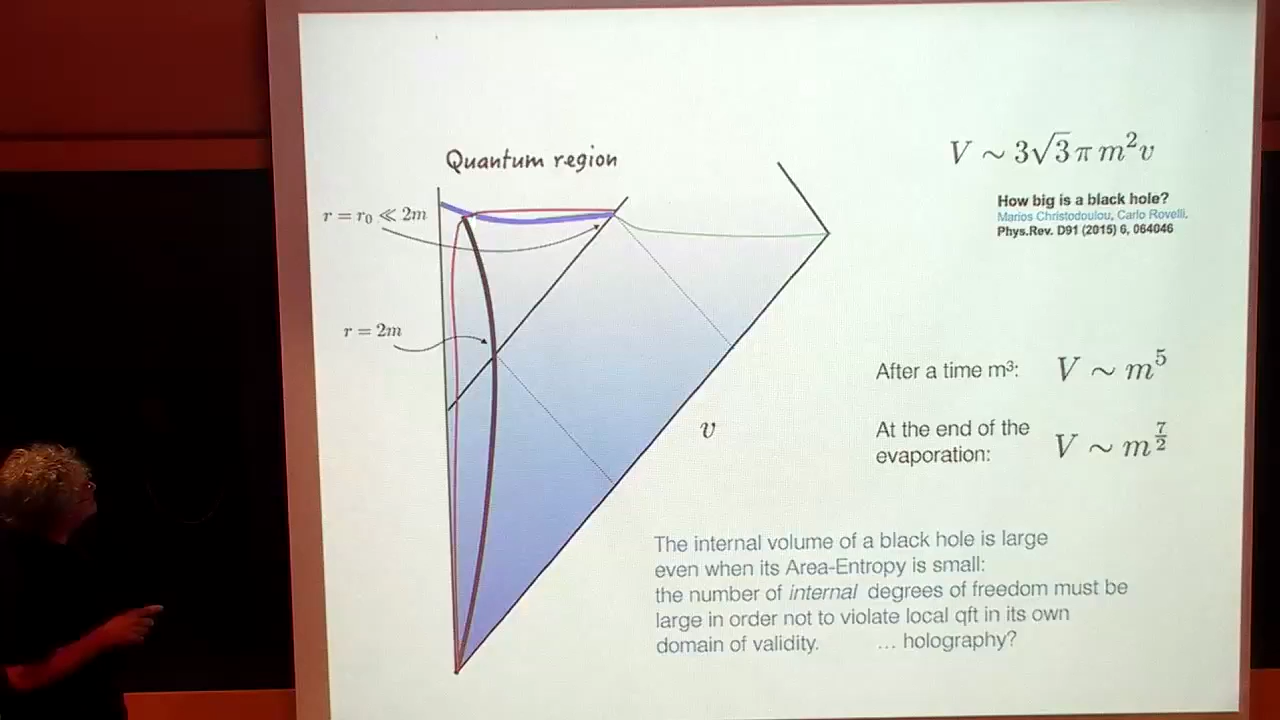 Quantum region
r = r₀ ≪ 2m
r = 2m
v
V ∼ 3√3 π m²v
How big is a black hole?
Marios Christodoulou, Carlo Rovelli.
Phys.Rev. D91 (2015) 6, 064046
After a time m³: V ∼ m⁵
At the end of the
evaporation: V ∼ m^{7/2}
The internal volume of a black hole is large
even when its Area-Entropy is small:
the number of internal degrees of freedom must be
large in order not to violate local qft in its own
domain of validity. ... holography?